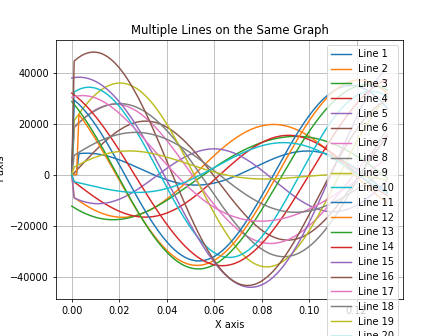 Multiple Lines on the Same Graph
40000
20000
0
−20000
−40000
0.00
0.02
0.04
0.06
0.08
0.10
X axis
Line 1
Line 2
Line 3
Line 4
Line 5
Line 6
Line 7
Line 8
Line 9
Line 10
Line 11
Line 12
Line 13
Line 14
Line 15
Line 16
Line 17
Line 18
Line 19
Line 20